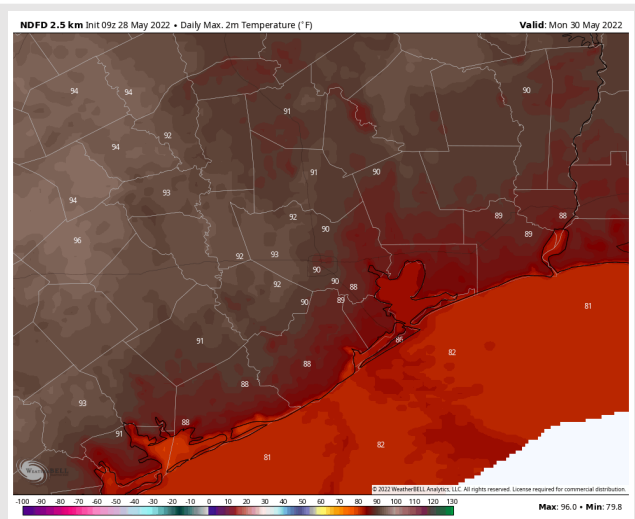 NDFD 2.5 km Init 09z 28 May 2022 • Daily Max. 2m Temperature (°F) Valid: Mon 30 May 2022
94 94 90
91
92
94
91 90
93
94
92 89 88
90 89
96
92 93
90
92 90 88
90 89
81
91 86
82
88
88
93
88
91
82
81
WeatherBELL
© 2022 WeatherBELL Analytics, LLC. All rights reserved. License required for commercial distribution.
-100 -90 -80 -70 -60 -50 -40 -30 -20 -10 0 10 20 30 40 50 60 70 80 90 100 110 120 130
Max: 96.0 • Min: 79.8